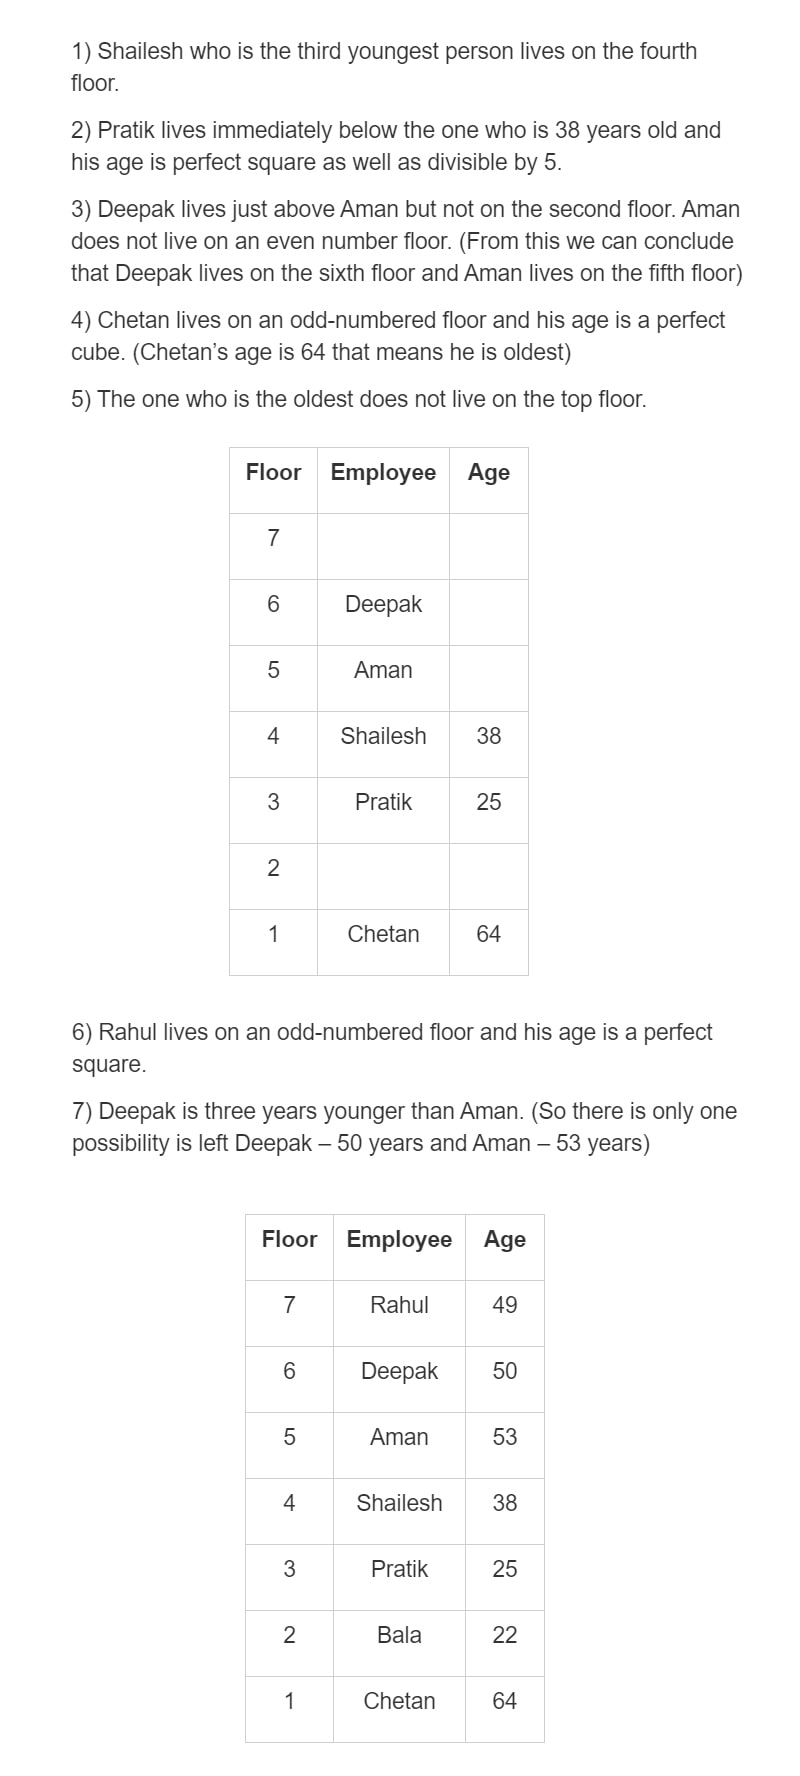 1) Shailesh who is the third youngest person lives on the fourth
floor.
2) Pratik lives immediately below the one who is 38 years old and
his age is perfect square as well as divisible by 5.
3) Deepak lives just above Aman but not on the second floor. Aman
does not live on an even number floor. (From this we can conclude
that Deepak lives on the sixth floor and Aman lives on the fifth floor)
4) Chetan lives on an odd-numbered floor and his age is a perfect
cube. (Chetan’s age is 64 that means he is oldest)
5) The one who is the oldest does not live on the top floor.
Floor Employee Age
7
6 Deepak
5 Aman
4 Shailesh 38
3 Pratik 25
2
1 Chetan 64
6) Rahul lives on an odd-numbered floor and his age is a perfect
square.
7) Deepak is three years younger than Aman. (So there is only one
possibility is left Deepak – 50 years and Aman – 53 years)
Floor Employee Age
7 Rahul 49
6 Deepak 50
5 Aman 53
4 Shailesh 38
3 Pratik 25
2 Bala 22
1 Chetan 64